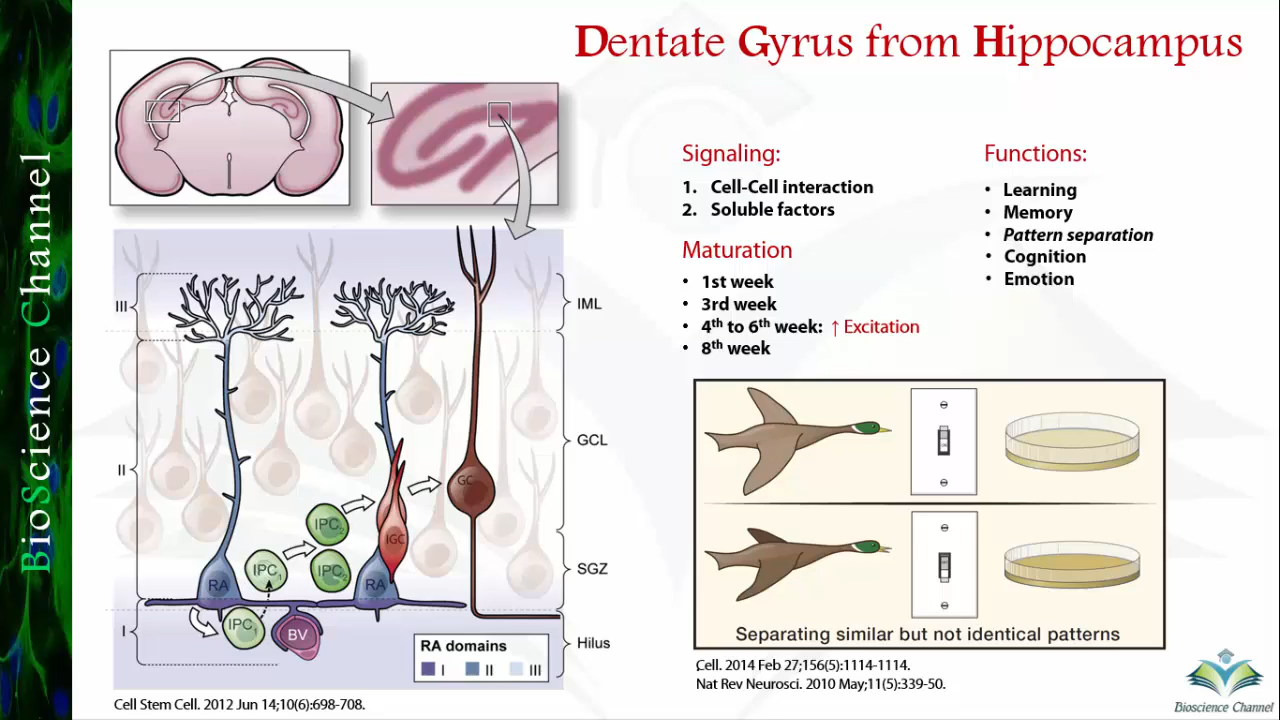 BioScience Channel
Dentate Gyrus from Hippocampus
Signaling:
1. Cell-Cell interaction
2. Soluble factors
Maturation
• 1st week
• 3rd week
• 4th to 6th week: ↑ Excitation
• 8th week
Functions:
• Learning
• Memory
• Pattern separation
• Cognition
• Emotion
III
II
I
IML
GCL
SGZ
Hilus
RA
IPC1
IPC1
BV
IPC2
IPC2
RA
IGC
GC
RA domains
I II III
Cell Stem Cell. 2012 Jun 14;10(6):698-708.
Separating similar but not identical patterns
Cell. 2014 Feb 27;156(5):1114-1114.
Nat Rev Neurosci. 2010 May;11(5):339-50.
Bioscience Channel